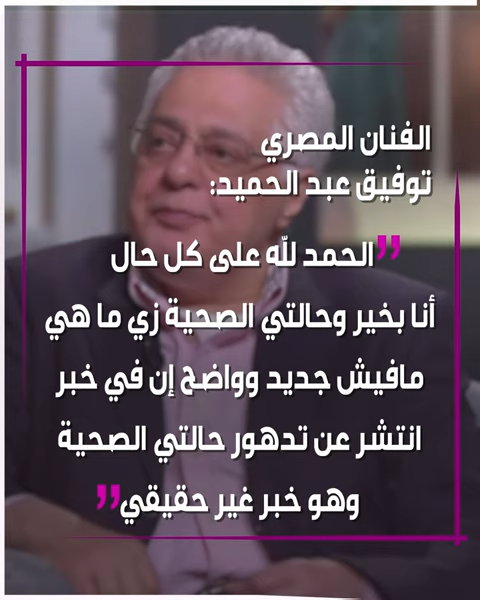 الفنان المصري
توفيق عبد الحميد:
"الحمد لله على كل حال
أنا بخير وحالتي الصحية زي ما هي
مافيش جديد وواضح إن في خبر
انتشر عن تدهور حالتي الصحية
وهو خبر غير حقيقي"